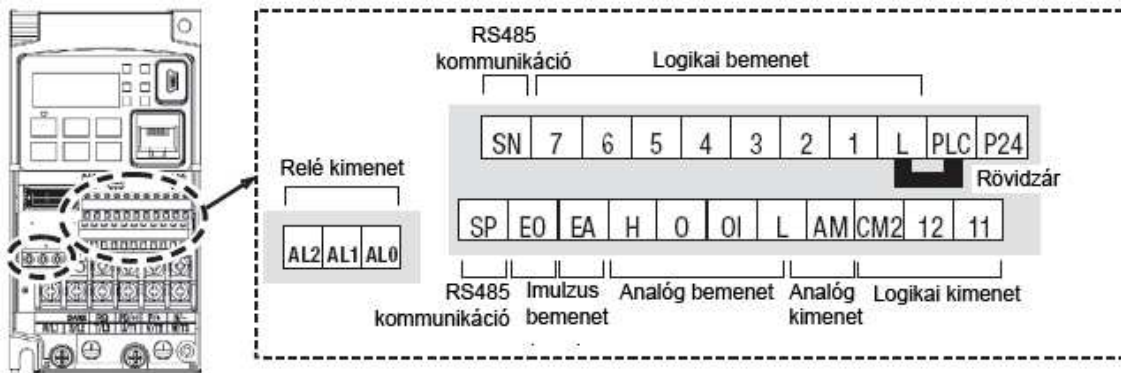 RS485
kommunikáció
Logikai bemenet
SN 7 6 5 4 3 2 1 L PLC P24
Rövidzár
Relé kimenet
AL2 AL1 AL0
SP EO EA H O OI L AM CM2 12 11
RS485
kommunikáció
Imulzus
bemenet
Analóg bemenet
Analóg
kimenet
Logikai kimenet